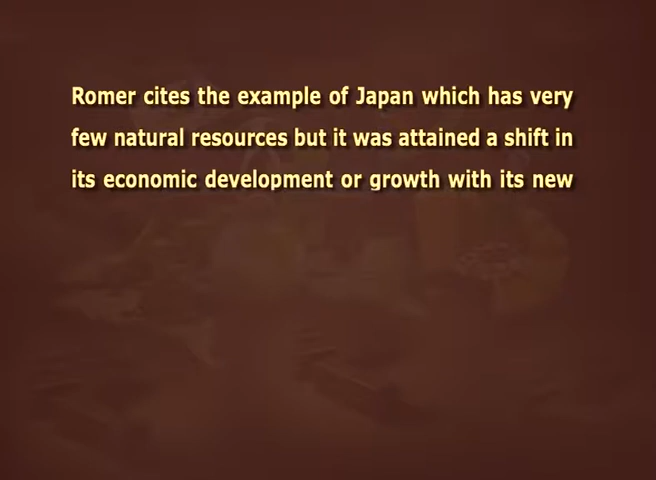 Romer cites the example of Japan which has very
few natural resources but it was attained a shift in
its economic development or growth with its new